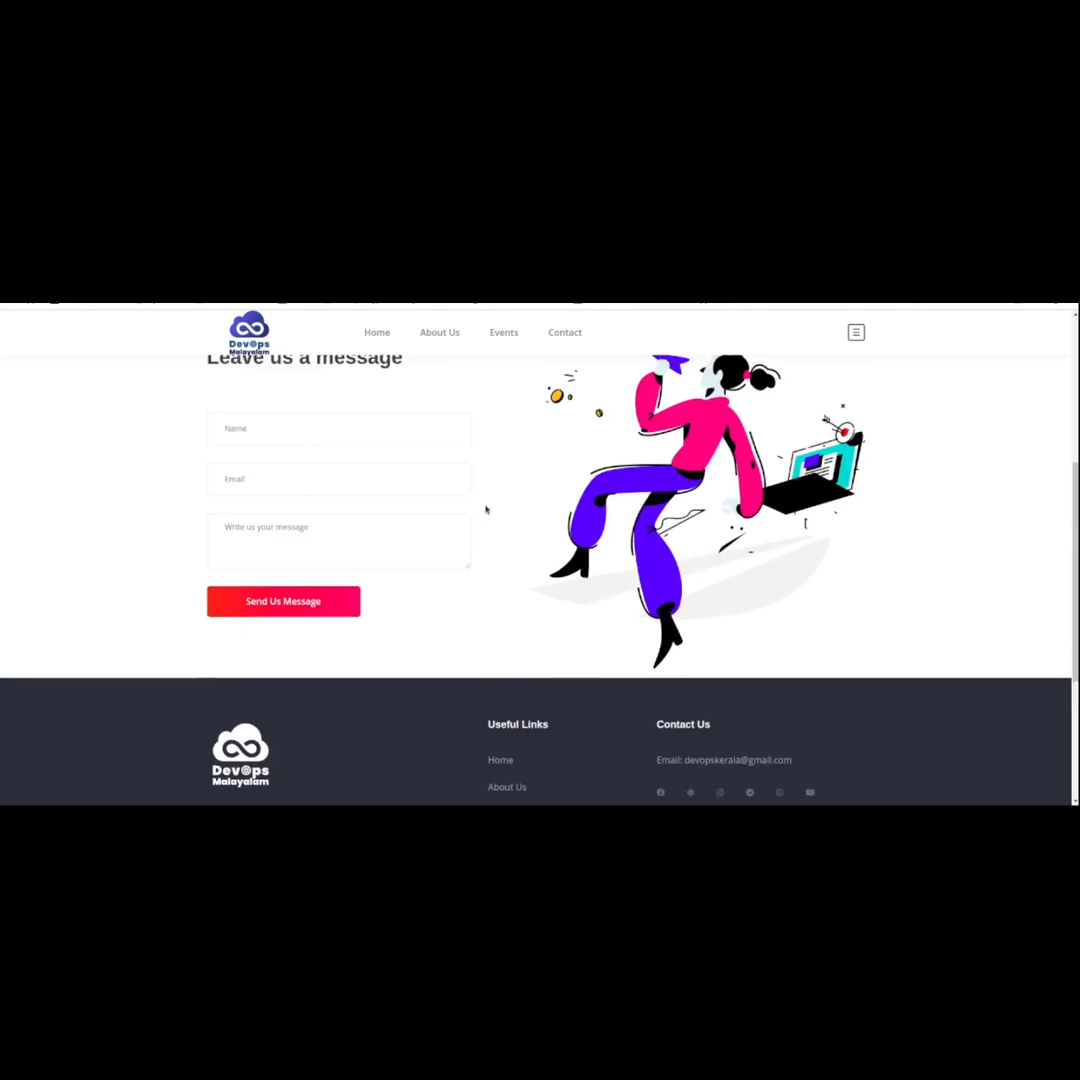 DevOps
Malayalam
Home
About Us
Events
Contact
Leave us a message
Name
Email
Write us your message
Send Us Message
DevOps
Malayalam
Useful Links
Home
About Us
Contact Us
Email: devopskerala@gmail.com